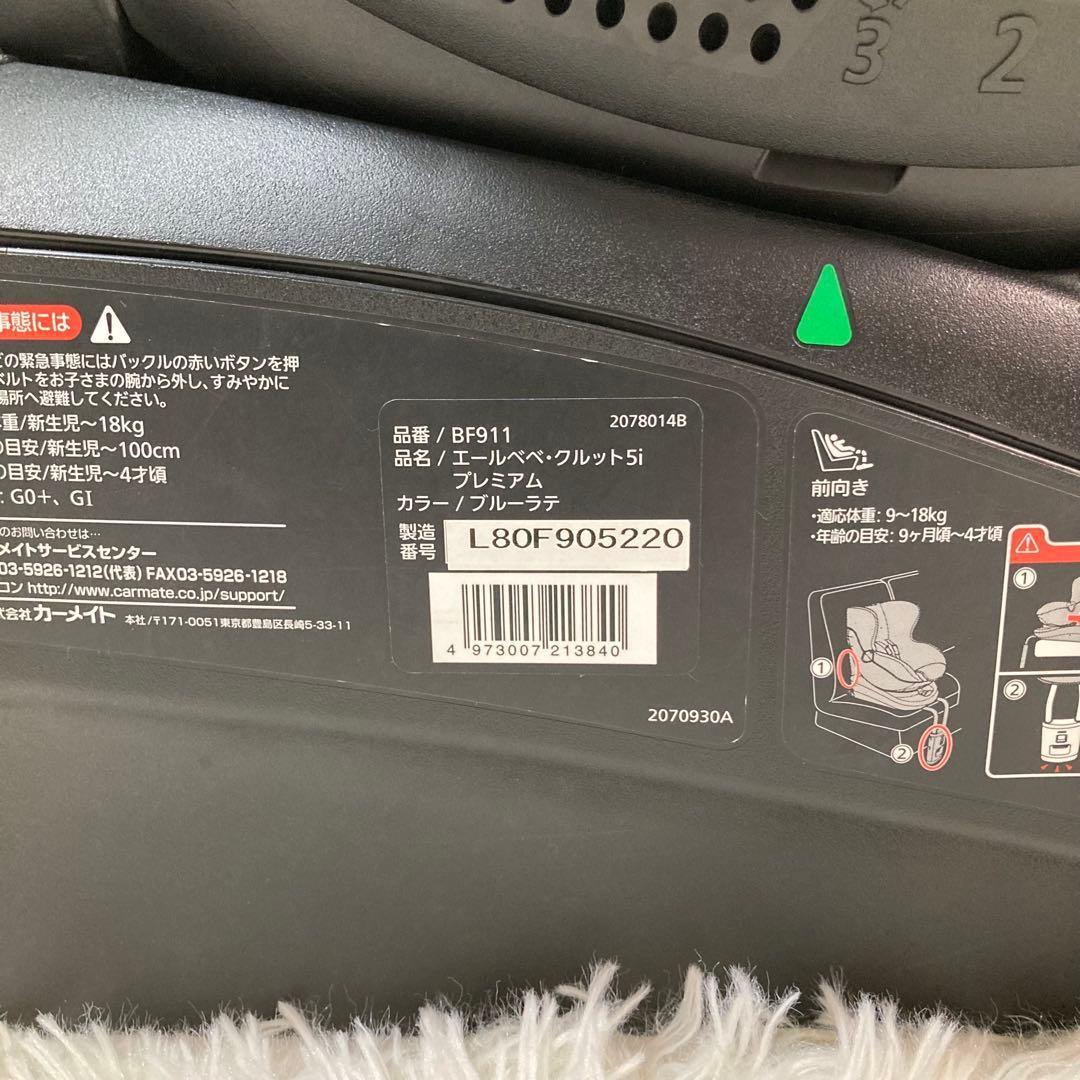 3 2
事態には
どの緊急事態にはバックルの赤いボタンを押
ベルトをお子さまの腕から外し、すみやかに
場所へ避難してください。
重/新生児〜18kg
の目安/新生児〜100cm
の目安/新生児〜4才頃
: G0+、GI
のお問い合わせは…
メイトサービスセンター
03-5926-1212(代表) FAX03-5926-1218
コン http://www.carmate.co.jp/support/
式会社 カーメイト 本社/〒171-0051東京都豊島区長崎5-33-11
2078014B
品番 / BF911
品名 / エールベベ・クルット5i
プレミアム
カラー / ブルーラテ
製造番号 L80F905220
4 973007 213840
2070930A
前向き
・適応体重: 9〜18kg
・年齢の目安: 9ヶ月頃〜4才頃
①
②
①
②